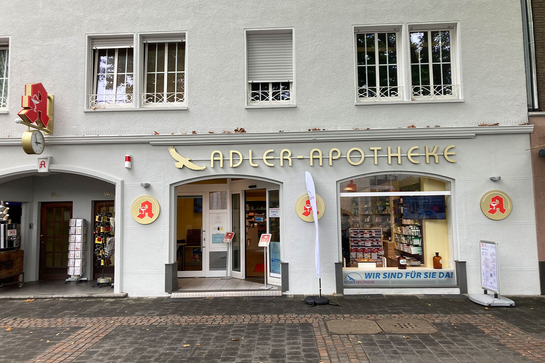 ADLER-APOTHEKE
WIR SIND FÜR SIE DA!